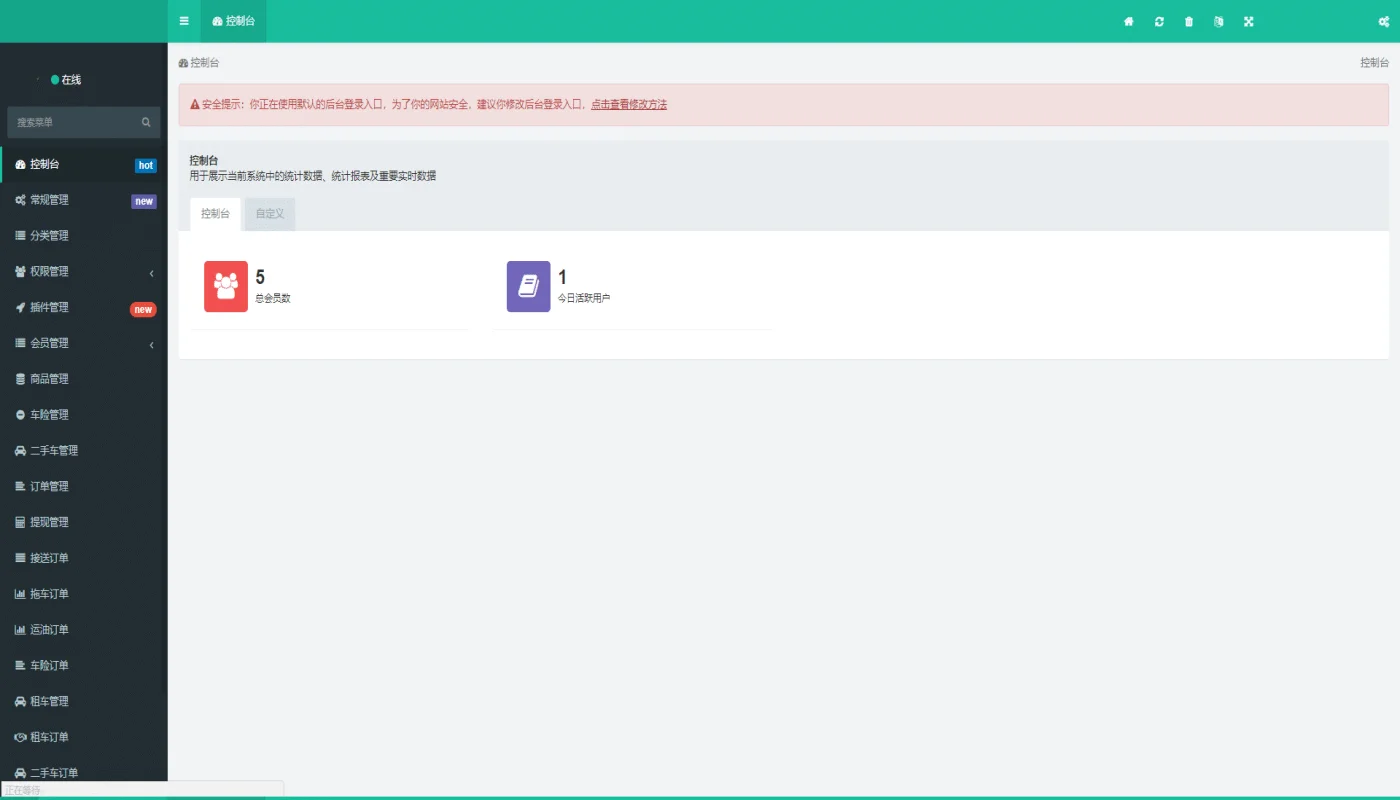 控制台
在线
搜索菜单
控制台 hot
常规管理 new
分类管理
权限管理
插件管理 new
会员管理
商品管理
车险管理
二手车管理
订单管理
提现管理
接送订单
拖车订单
运油订单
车险订单
租车管理
租车订单
二手车订单
正在等待
控制台 控制台
安全提示：你正在使用默认的后台登录入口，为了你的网站安全，建议你修改后台登录入口，点击查看修改方法
控制台
用于展示当前系统中的统计数据、统计报表及重要实时数据
控制台 自定义
5
总会员数
1
今日活跃用户